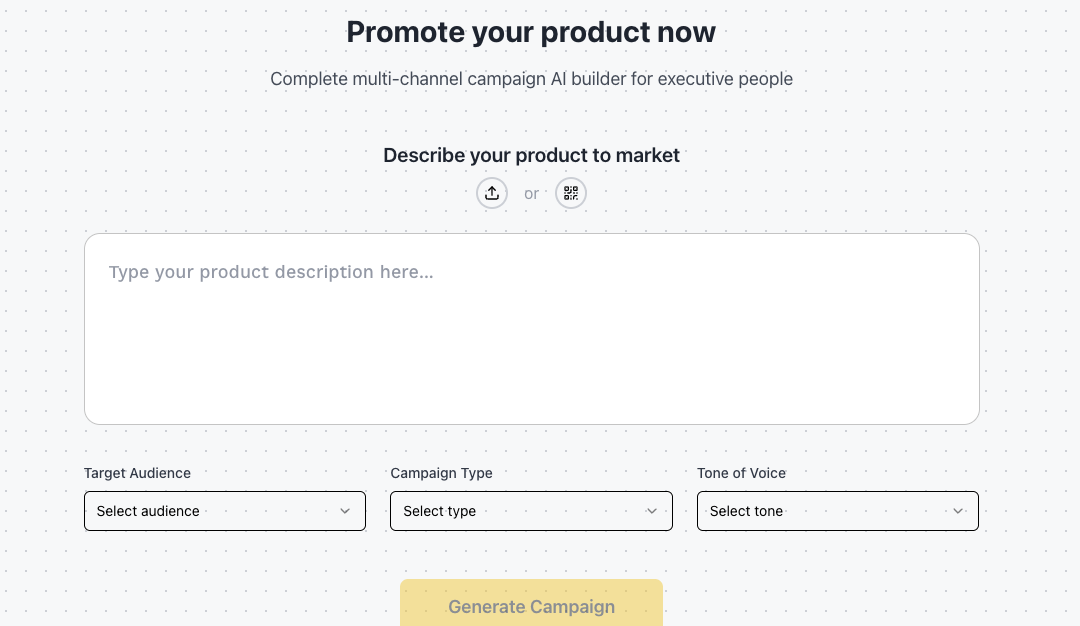 Promote your product now
Complete multi-channel campaign AI builder for executive people
Describe your product to market
or
Type your product description here...
Target Audience
Campaign Type
Tone of Voice
Select audience
Select type
Select tone
Generate Campaign